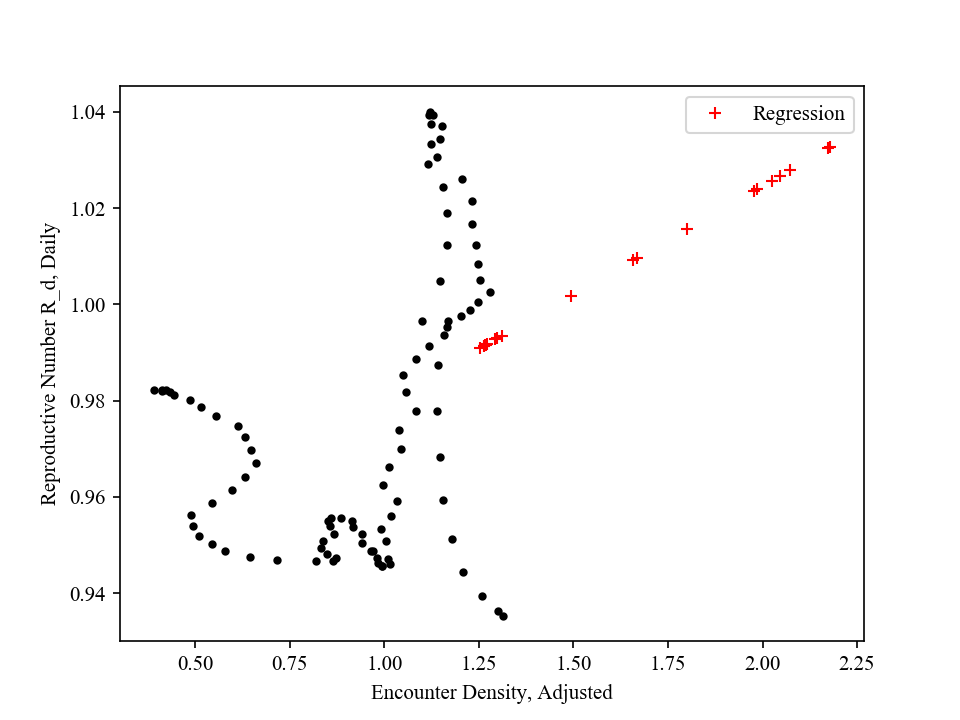 Regression
1.04
1.02
1.00
0.98
0.96
0.94
Reproductive Number R_d, Daily
0.50 0.75 1.00 1.25 1.50 1.75 2.00 2.25
Encounter Density, Adjusted